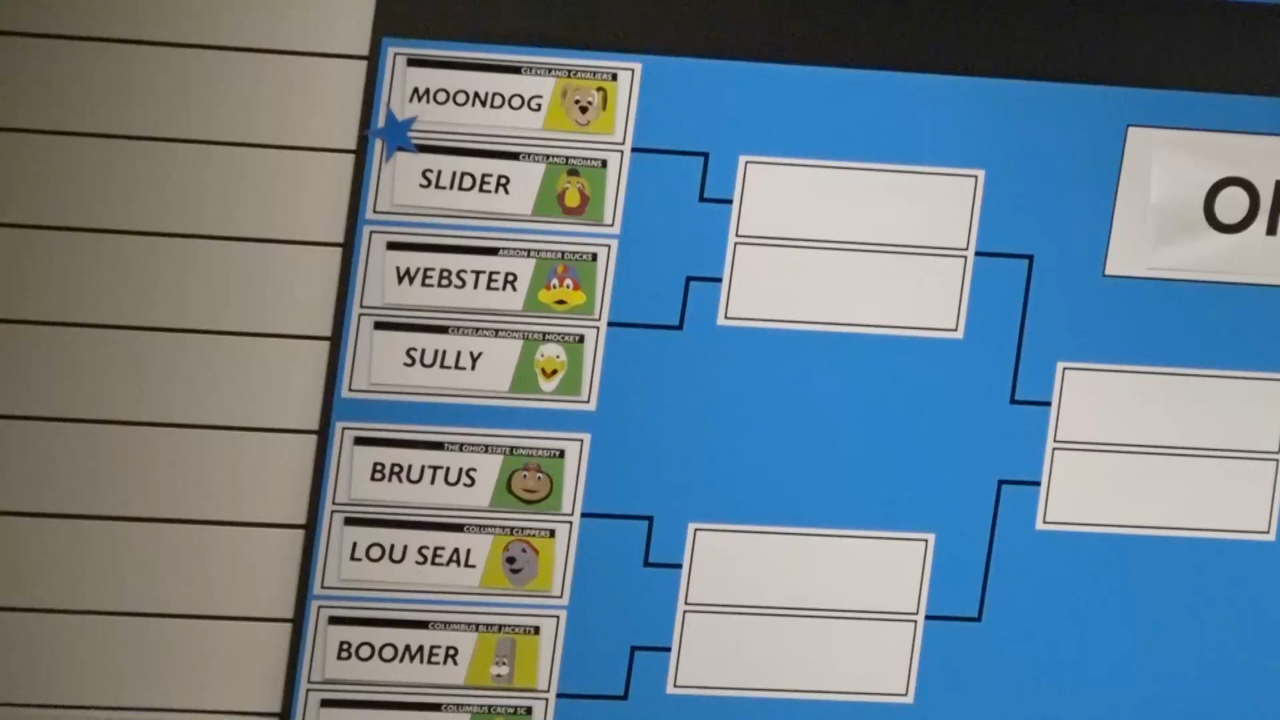 CLEVELAND CAVALIERS
MOONDOG
CLEVELAND INDIANS
SLIDER
AKRON RUBBER DUCKS
WEBSTER
CLEVELAND MONSTERS HOCKEY
SULLY
THE OHIO STATE UNIVERSITY
BRUTUS
COLUMBUS CLIPPERS
LOU SEAL
COLUMBUS BLUE JACKETS
BOOMER
COLUMBUS CREW SC